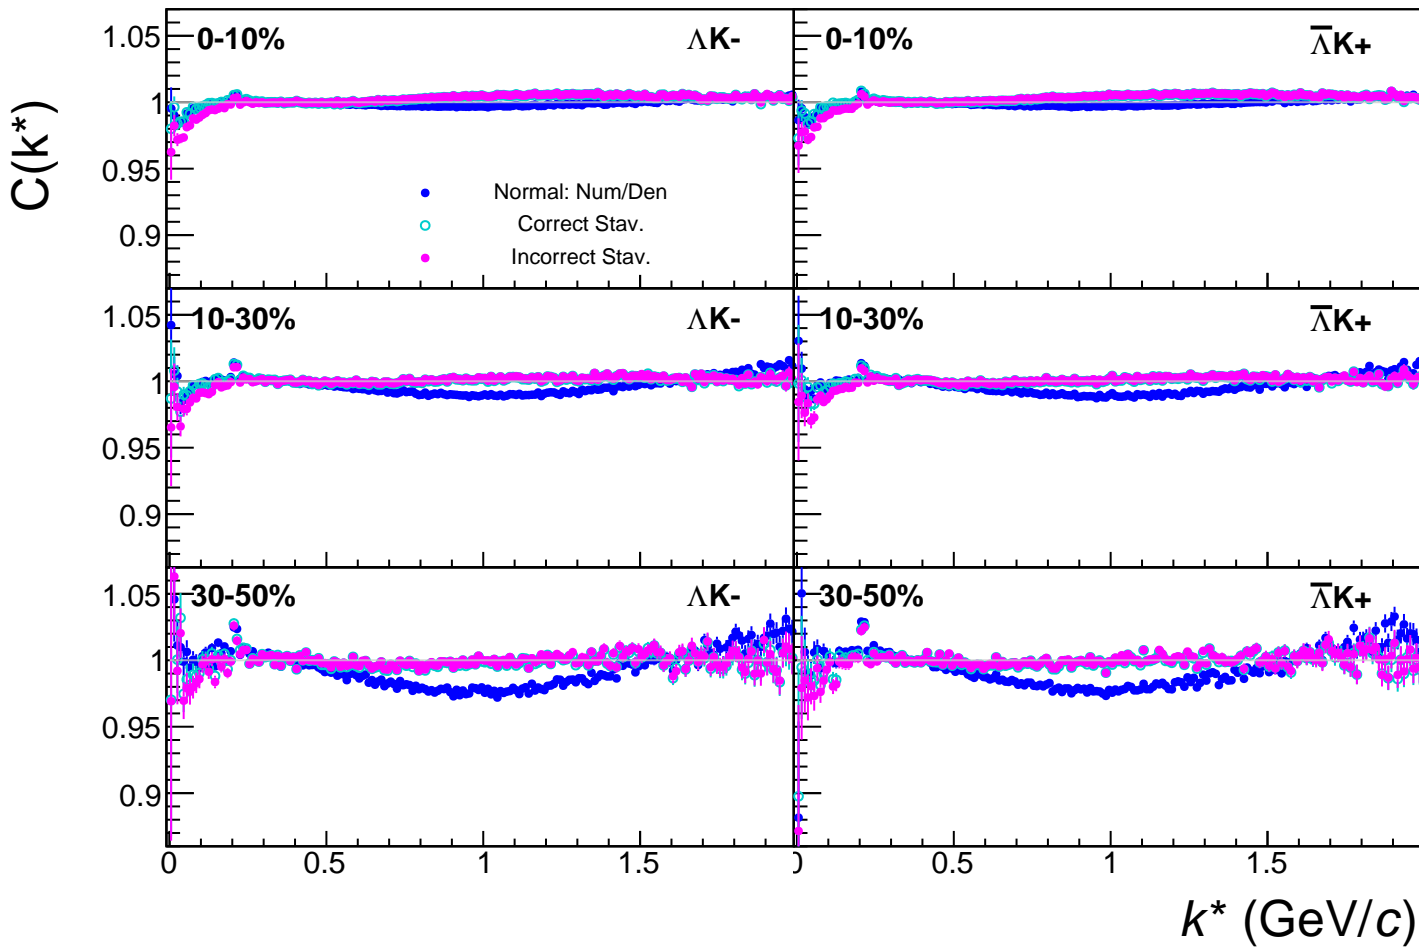 C(k*)
1.05
1
0.95
0.9
0-10%
ΛK-
Normal: Num/Den
Correct Stav.
Incorrect Stav.
0-10%
Λ̅K+
1.05
1
0.95
0.9
10-30%
ΛK-
10-30%
Λ̅K+
1.05
1
0.95
0.9
30-50%
ΛK-
30-50%
Λ̅K+
0 0.5 1 1.5
0 0.5 1 1.5
k* (GeV/c)